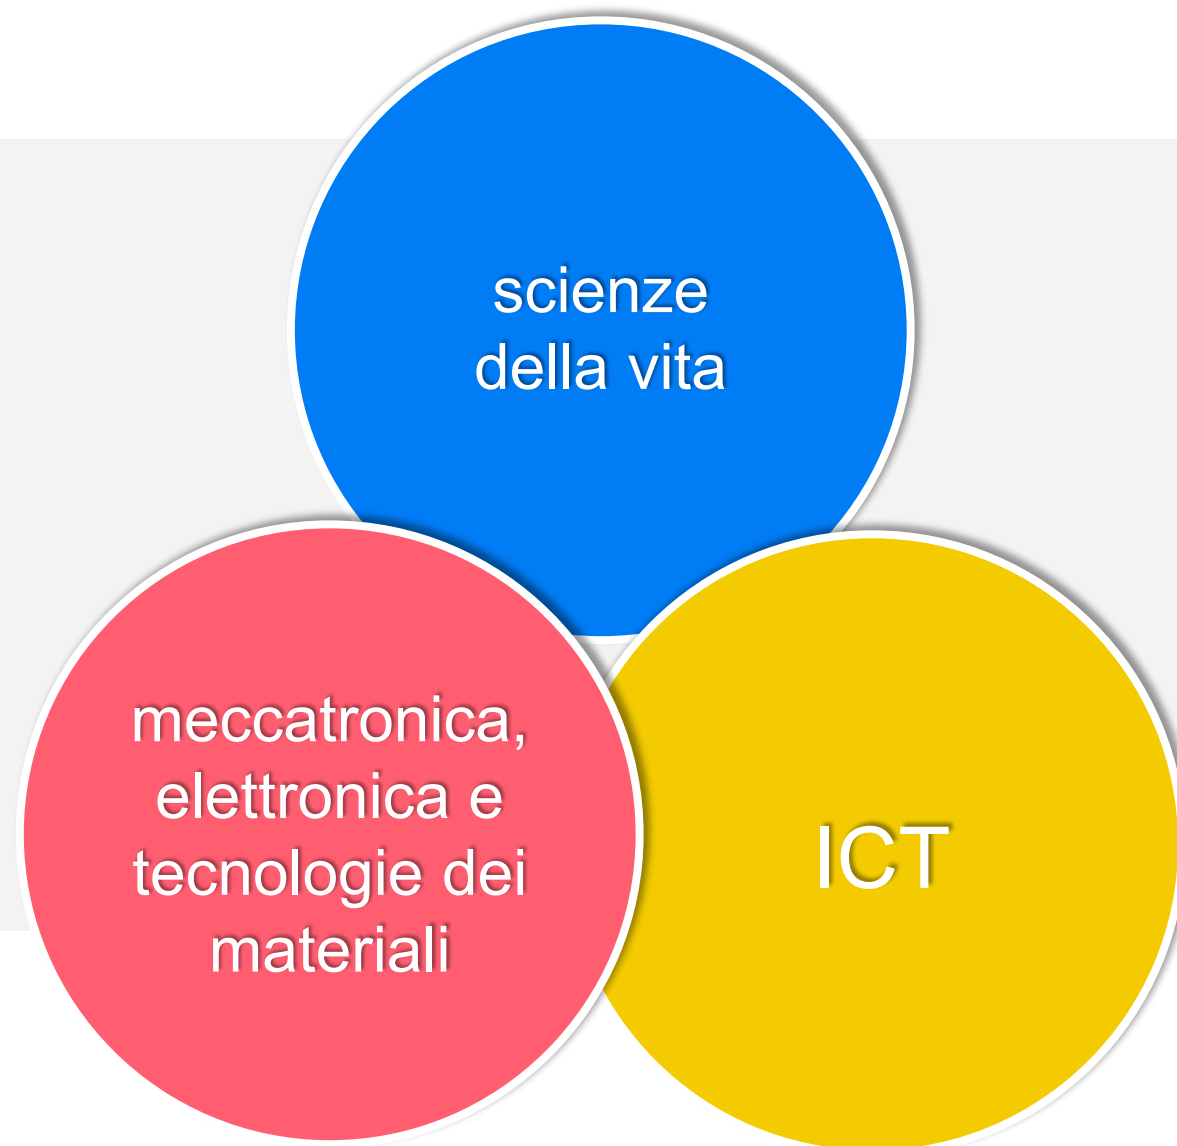 scienze
della vita
meccatronica,
elettronica e
tecnologie dei
materiali
ICT